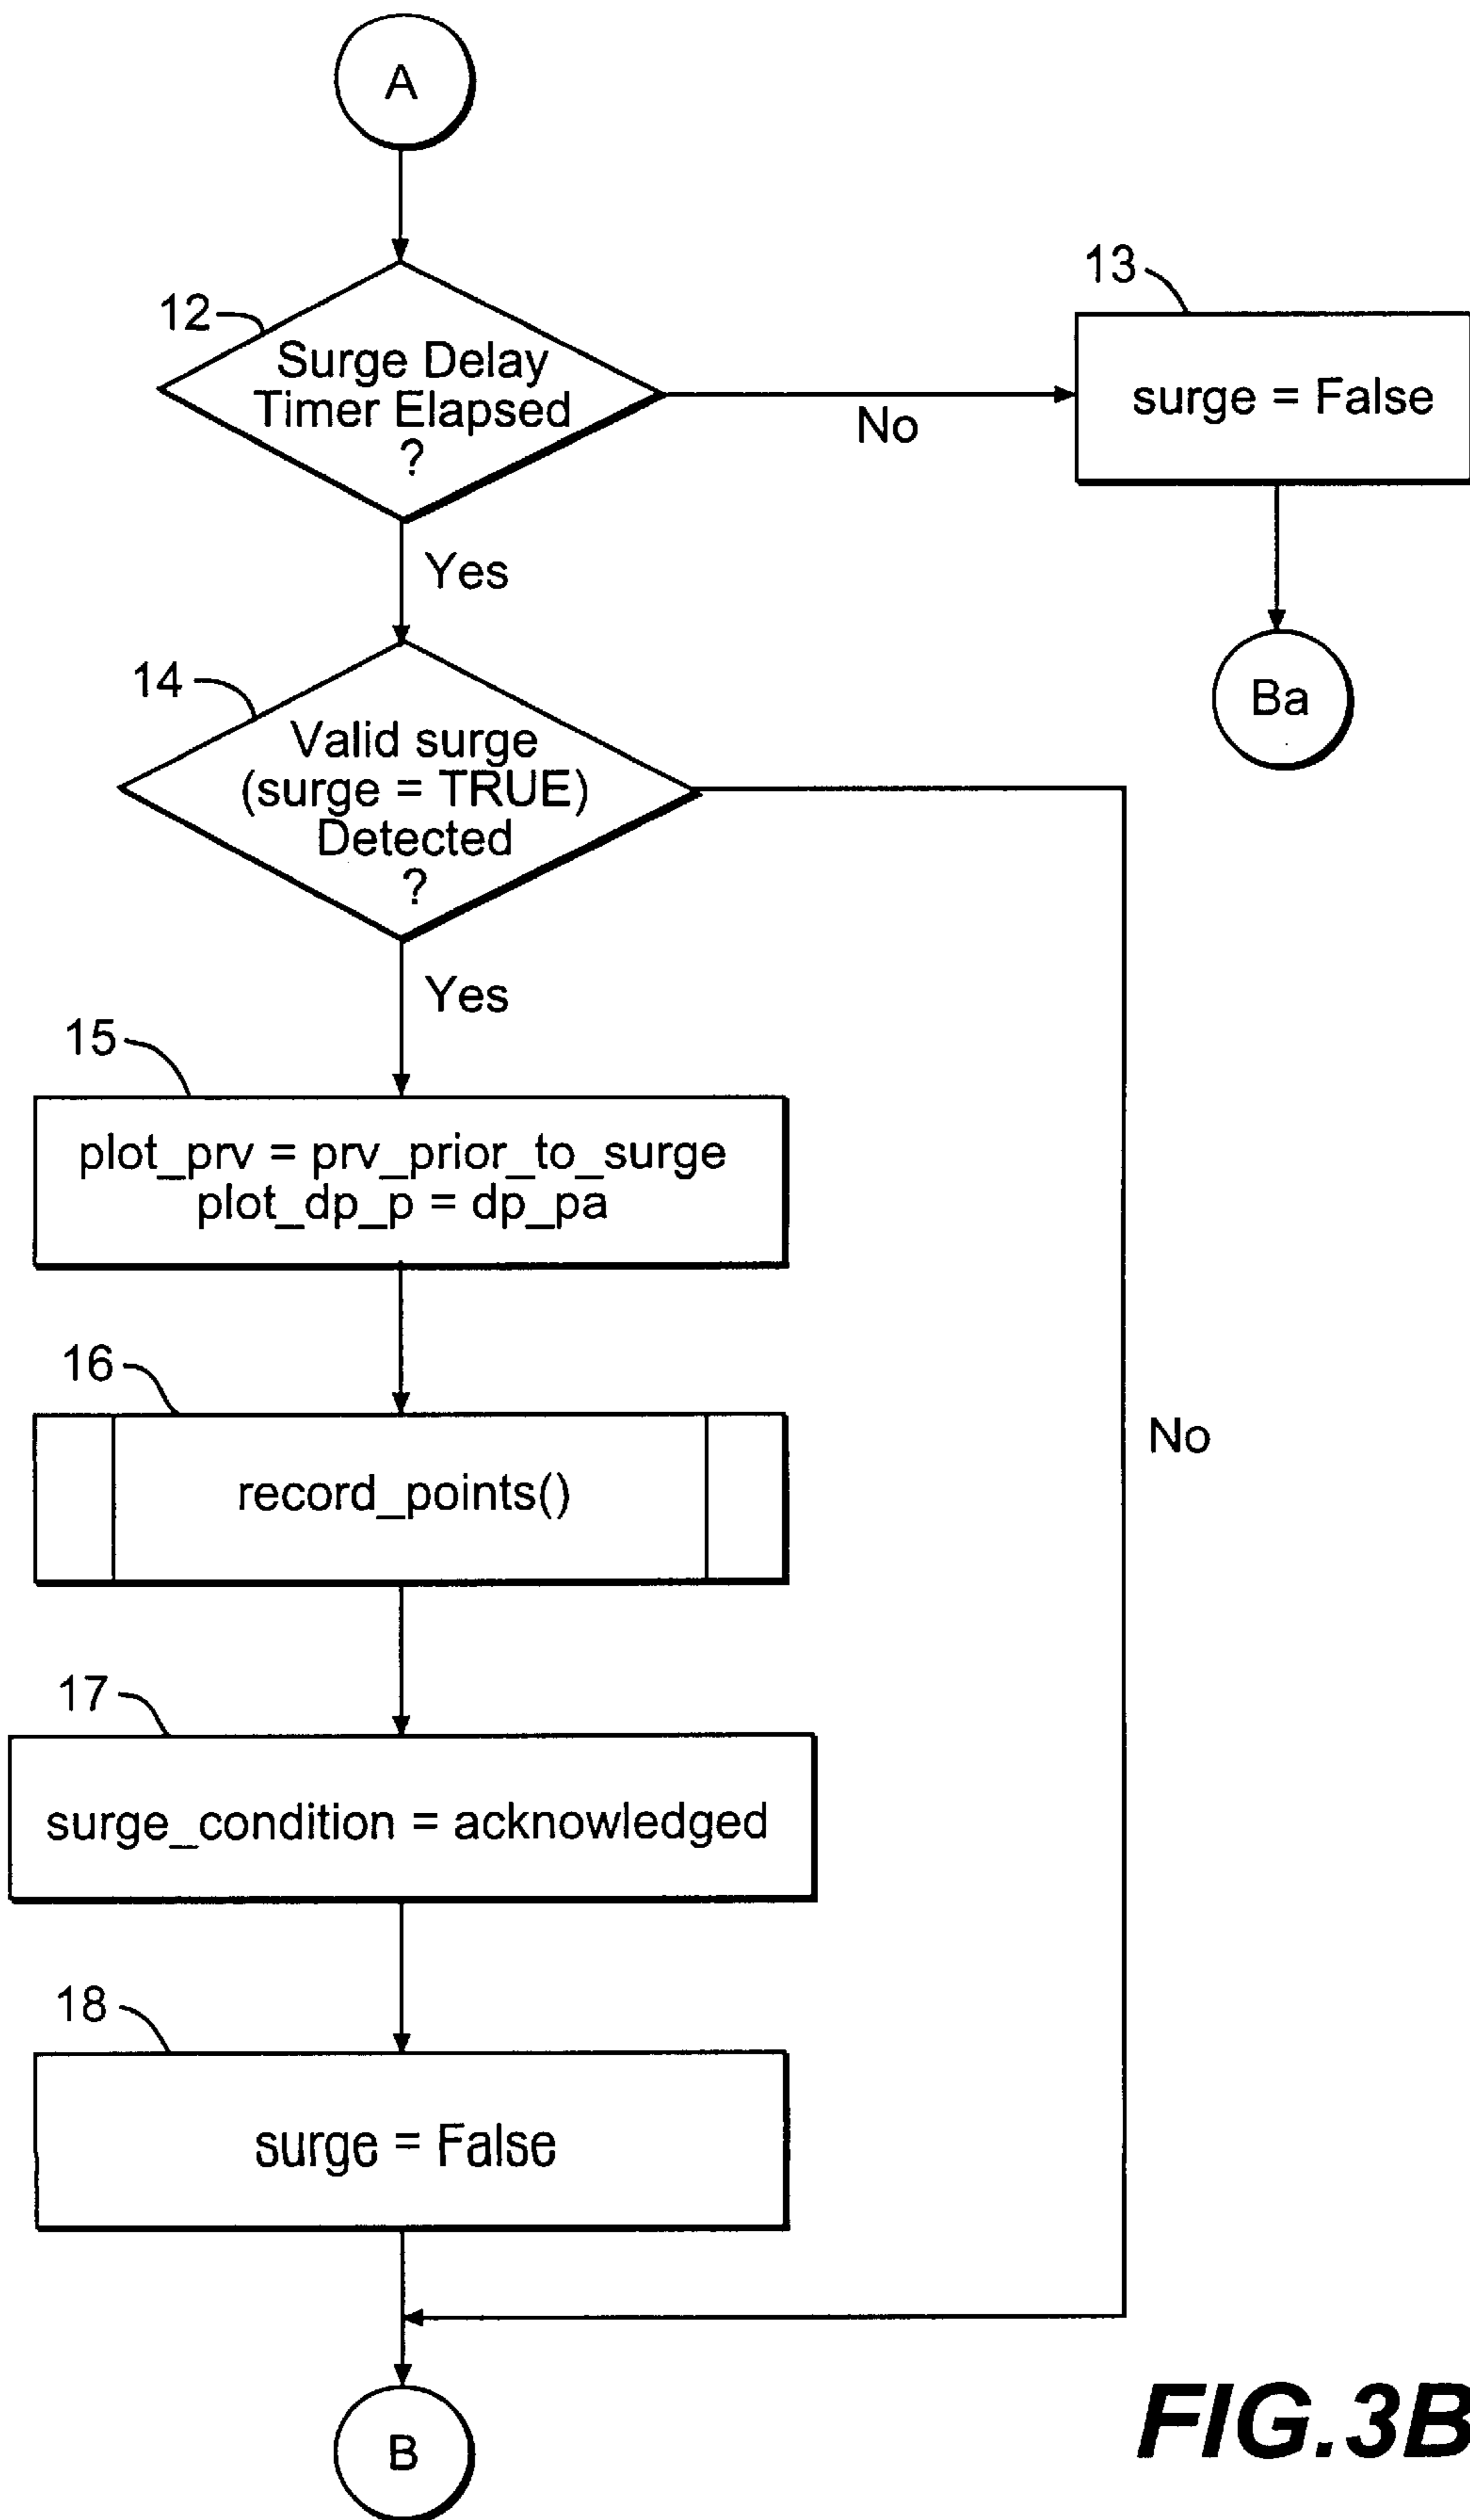 A
12
Surge Delay
Timer Elapsed
?
No
13
surge = False
Yes
Ba
14
Valid surge
(surge = TRUE)
Detected
?
Yes
15
plot_prv = prv_prior_to_surge
plot_dp_p = dp_pa
16
record_points()
No
17
surge_condition = acknowledged
18
surge = False
B
FIG.3B